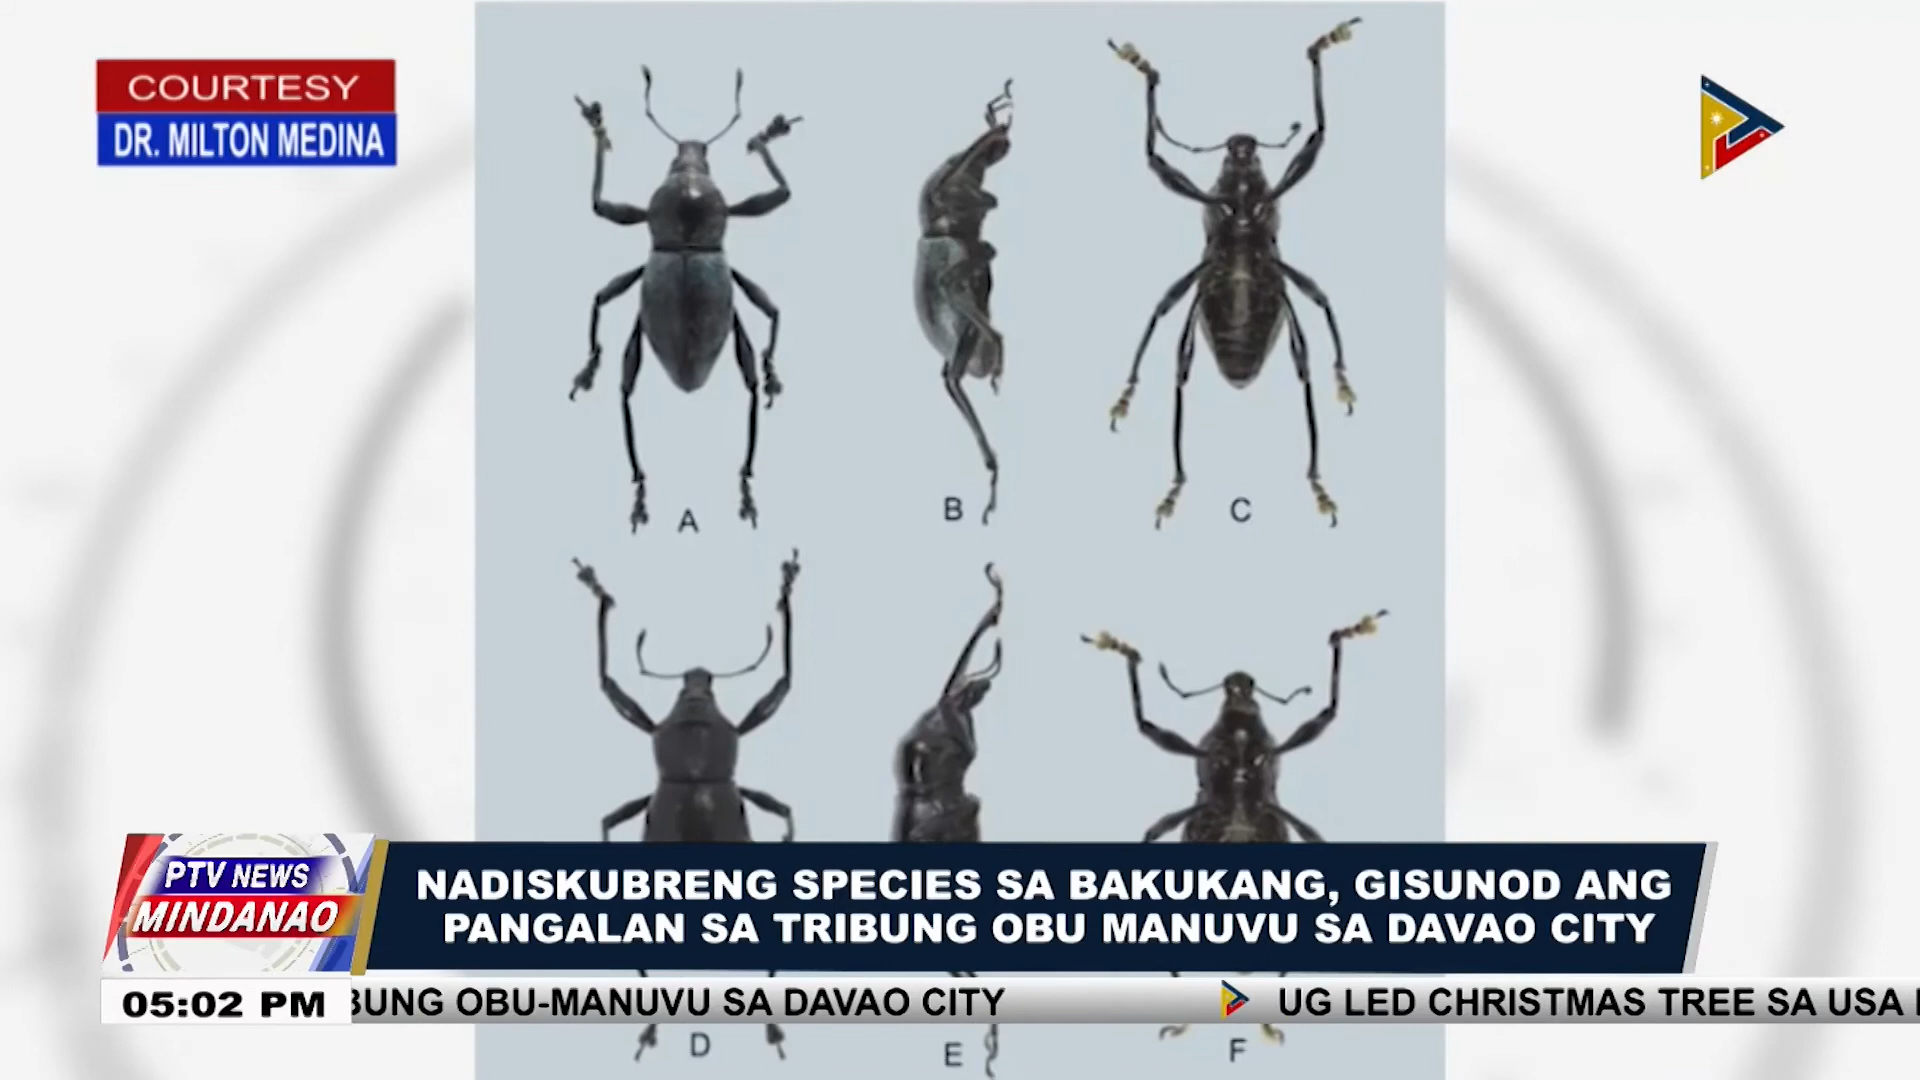 COURTESY
DR. MILTON MEDINA
A
B
C
PTV NEWS
MINDANAO
NADISKUBRENG SPECIES SA BAKUKANG, GISUNOD ANG
PANGALAN SA TRIBUNG OBU MANUVU SA DAVAO CITY
05:02 PM
BUNG OBU-MANUVU SA DAVAO CITY
UG LED CHRISTMAS TREE SA USA
D
E
F